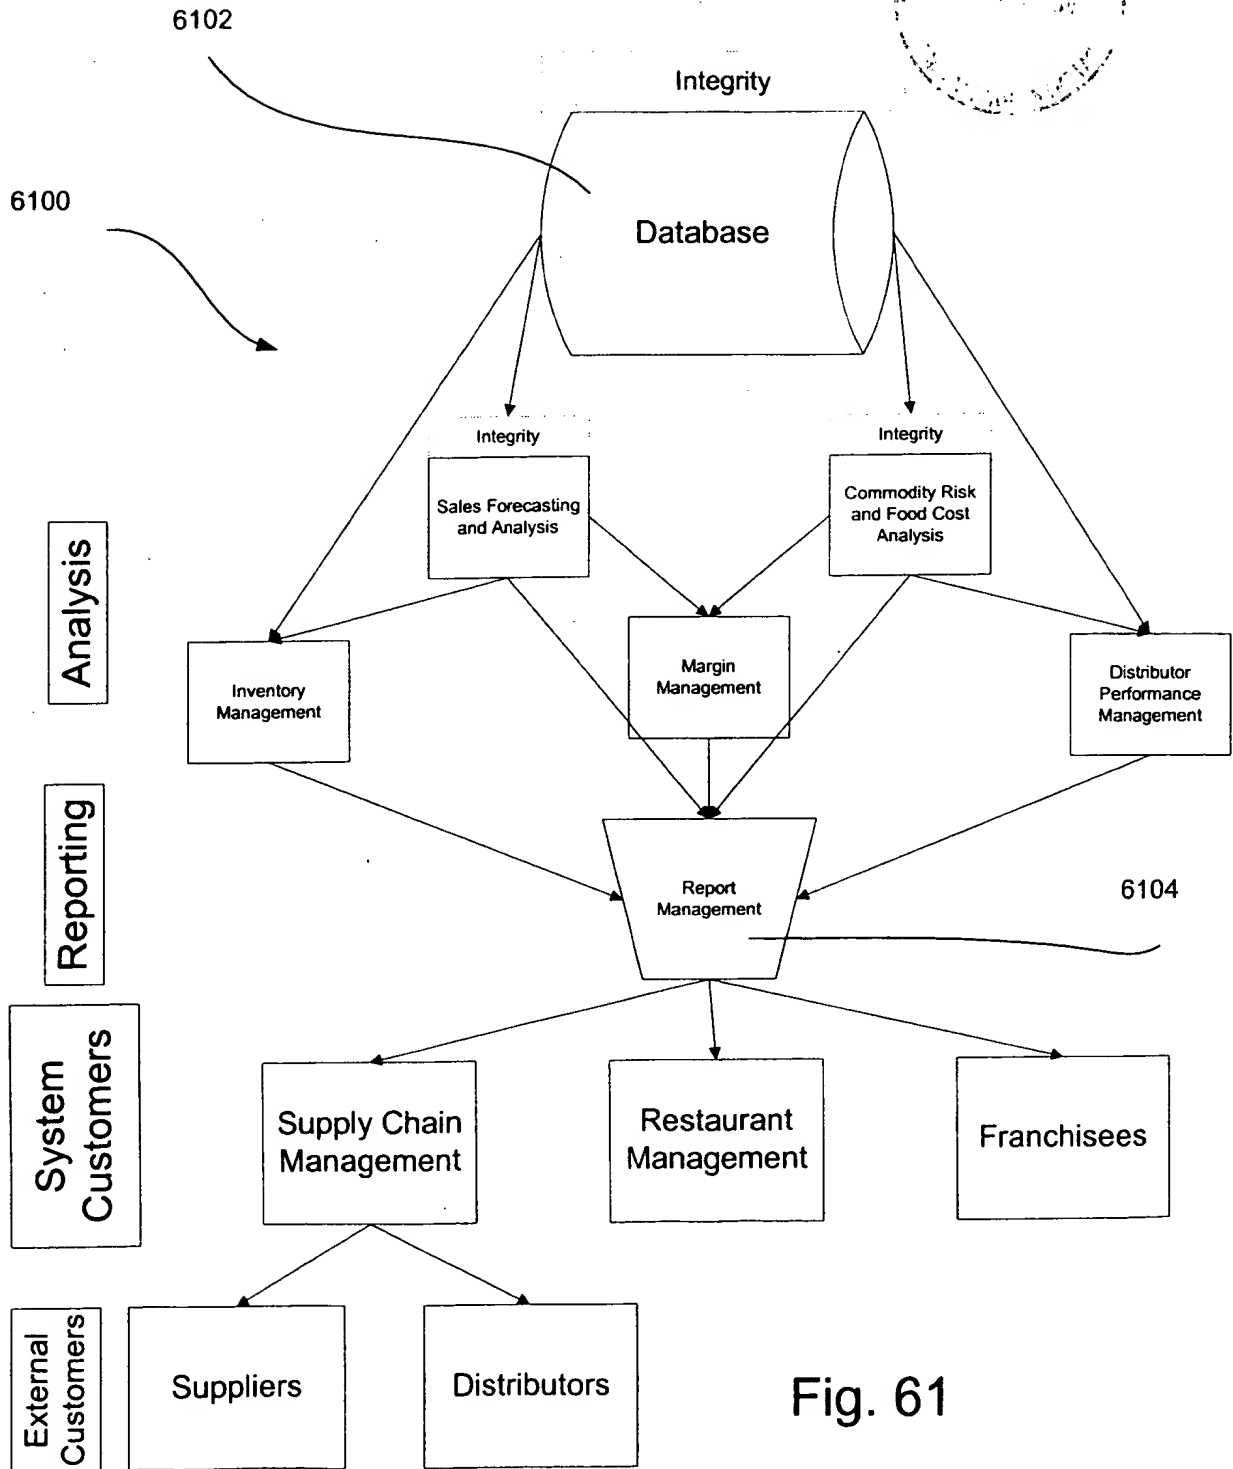 6102
Integrity
6100
Database
Integrity
Integrity
Sales Forecasting
and Analysis
Commodity Risk
and Food Cost
Analysis
Analysis
Inventory
Management
Margin
Management
Distributor
Performance
Management
Reporting
Report
Management
6104
System
Customers
Supply Chain
Management
Restaurant
Management
Franchisees
External
Customers
Suppliers
Distributors
Fig. 61